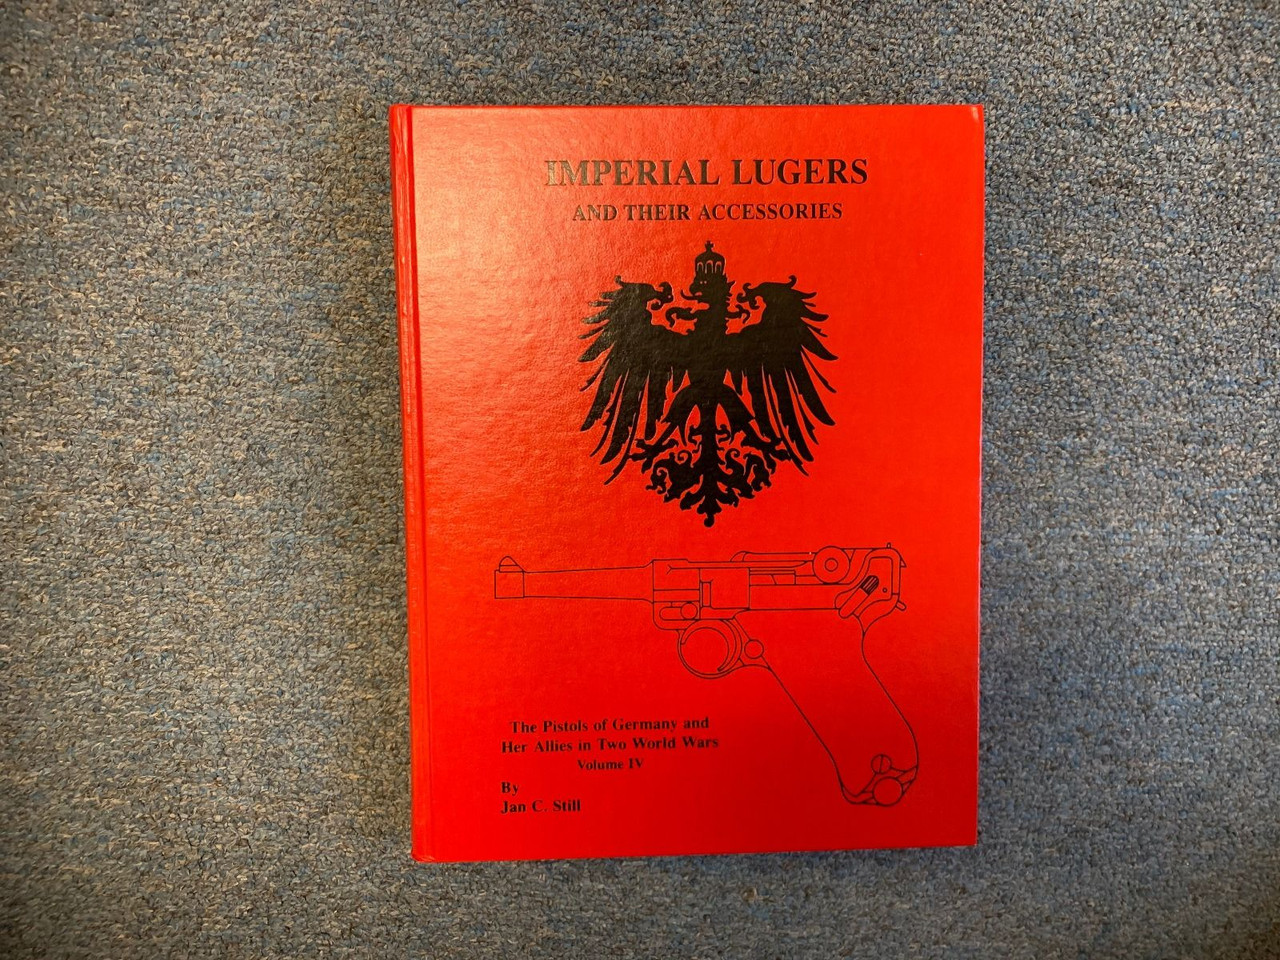 IMPERIAL LUGERS
AND THEIR ACCESSORIES
The Pistols of Germany and
Her Allies in Two World Wars
Volume IV
By
Jan C. Still